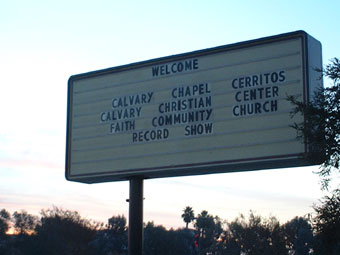 WELCOME
CALVARY CHAPEL CERRITOS
CALVARY CHRISTIAN CENTER
FAITH COMMUNITY CHURCH
RECORD SHOW